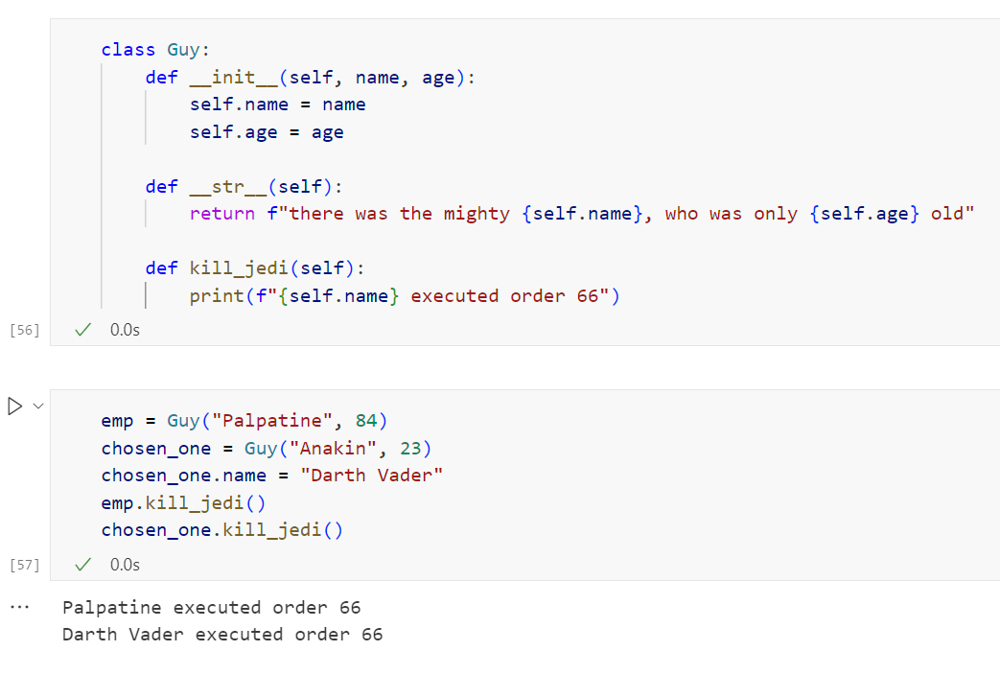 class Guy:
    def __init__(self, name, age):
        self.name = name
        self.age = age

    def __str__(self):
        return f"there was the mighty {self.name}, who was only {self.age} old"

    def kill_jedi(self):
        print(f"{self.name} executed order 66")
[56] ✓ 0.0s
emp = Guy("Palpatine", 84)
chosen_one = Guy("Anakin", 23)
chosen_one.name = "Darth Vader"
emp.kill_jedi()
chosen_one.kill_jedi()
[57] ✓ 0.0s
... Palpatine executed order 66
Darth Vader executed order 66